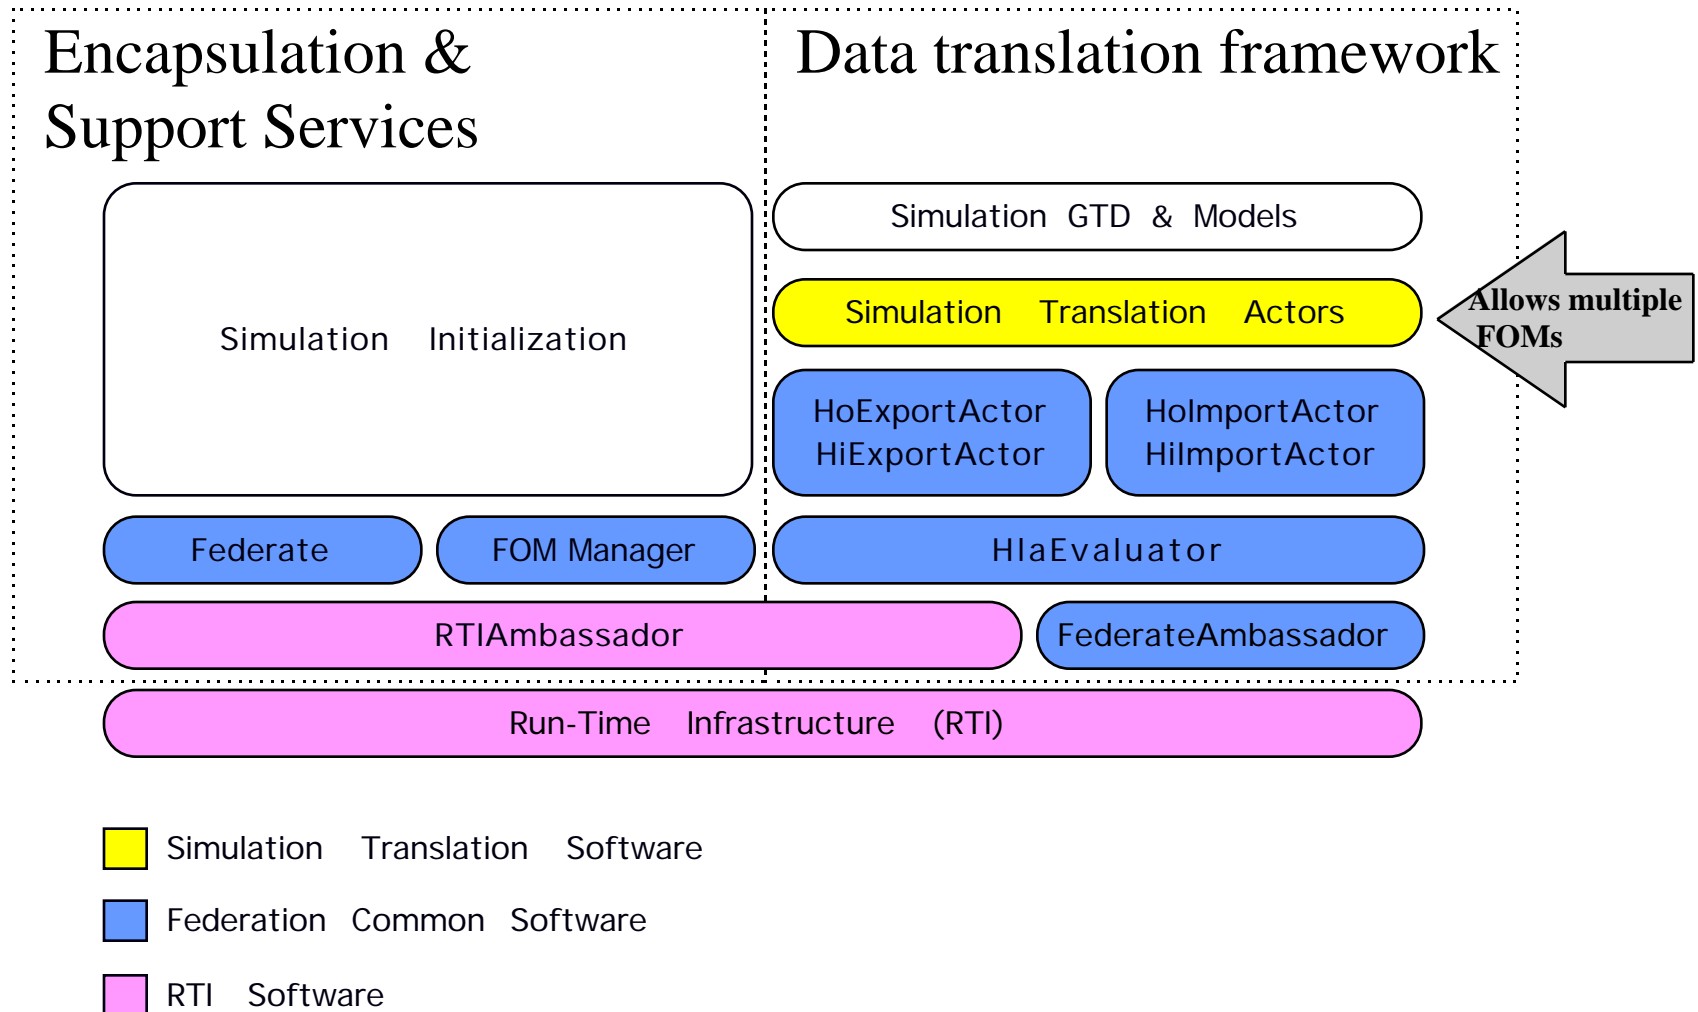 Encapsulation &
Support Services
Data translation framework
Simulation Initialization
Simulation GTD & Models
Simulation Translation Actors
Allows multiple
FOMs
HoExportActor
HiExportActor
HoImportActor
HiImportActor
Federate
FOM Manager
HlaEvaluator
RTIAmbassador
FederateAmbassador
Run-Time Infrastructure (RTI)
Simulation Translation Software
Federation Common Software
RTI Software